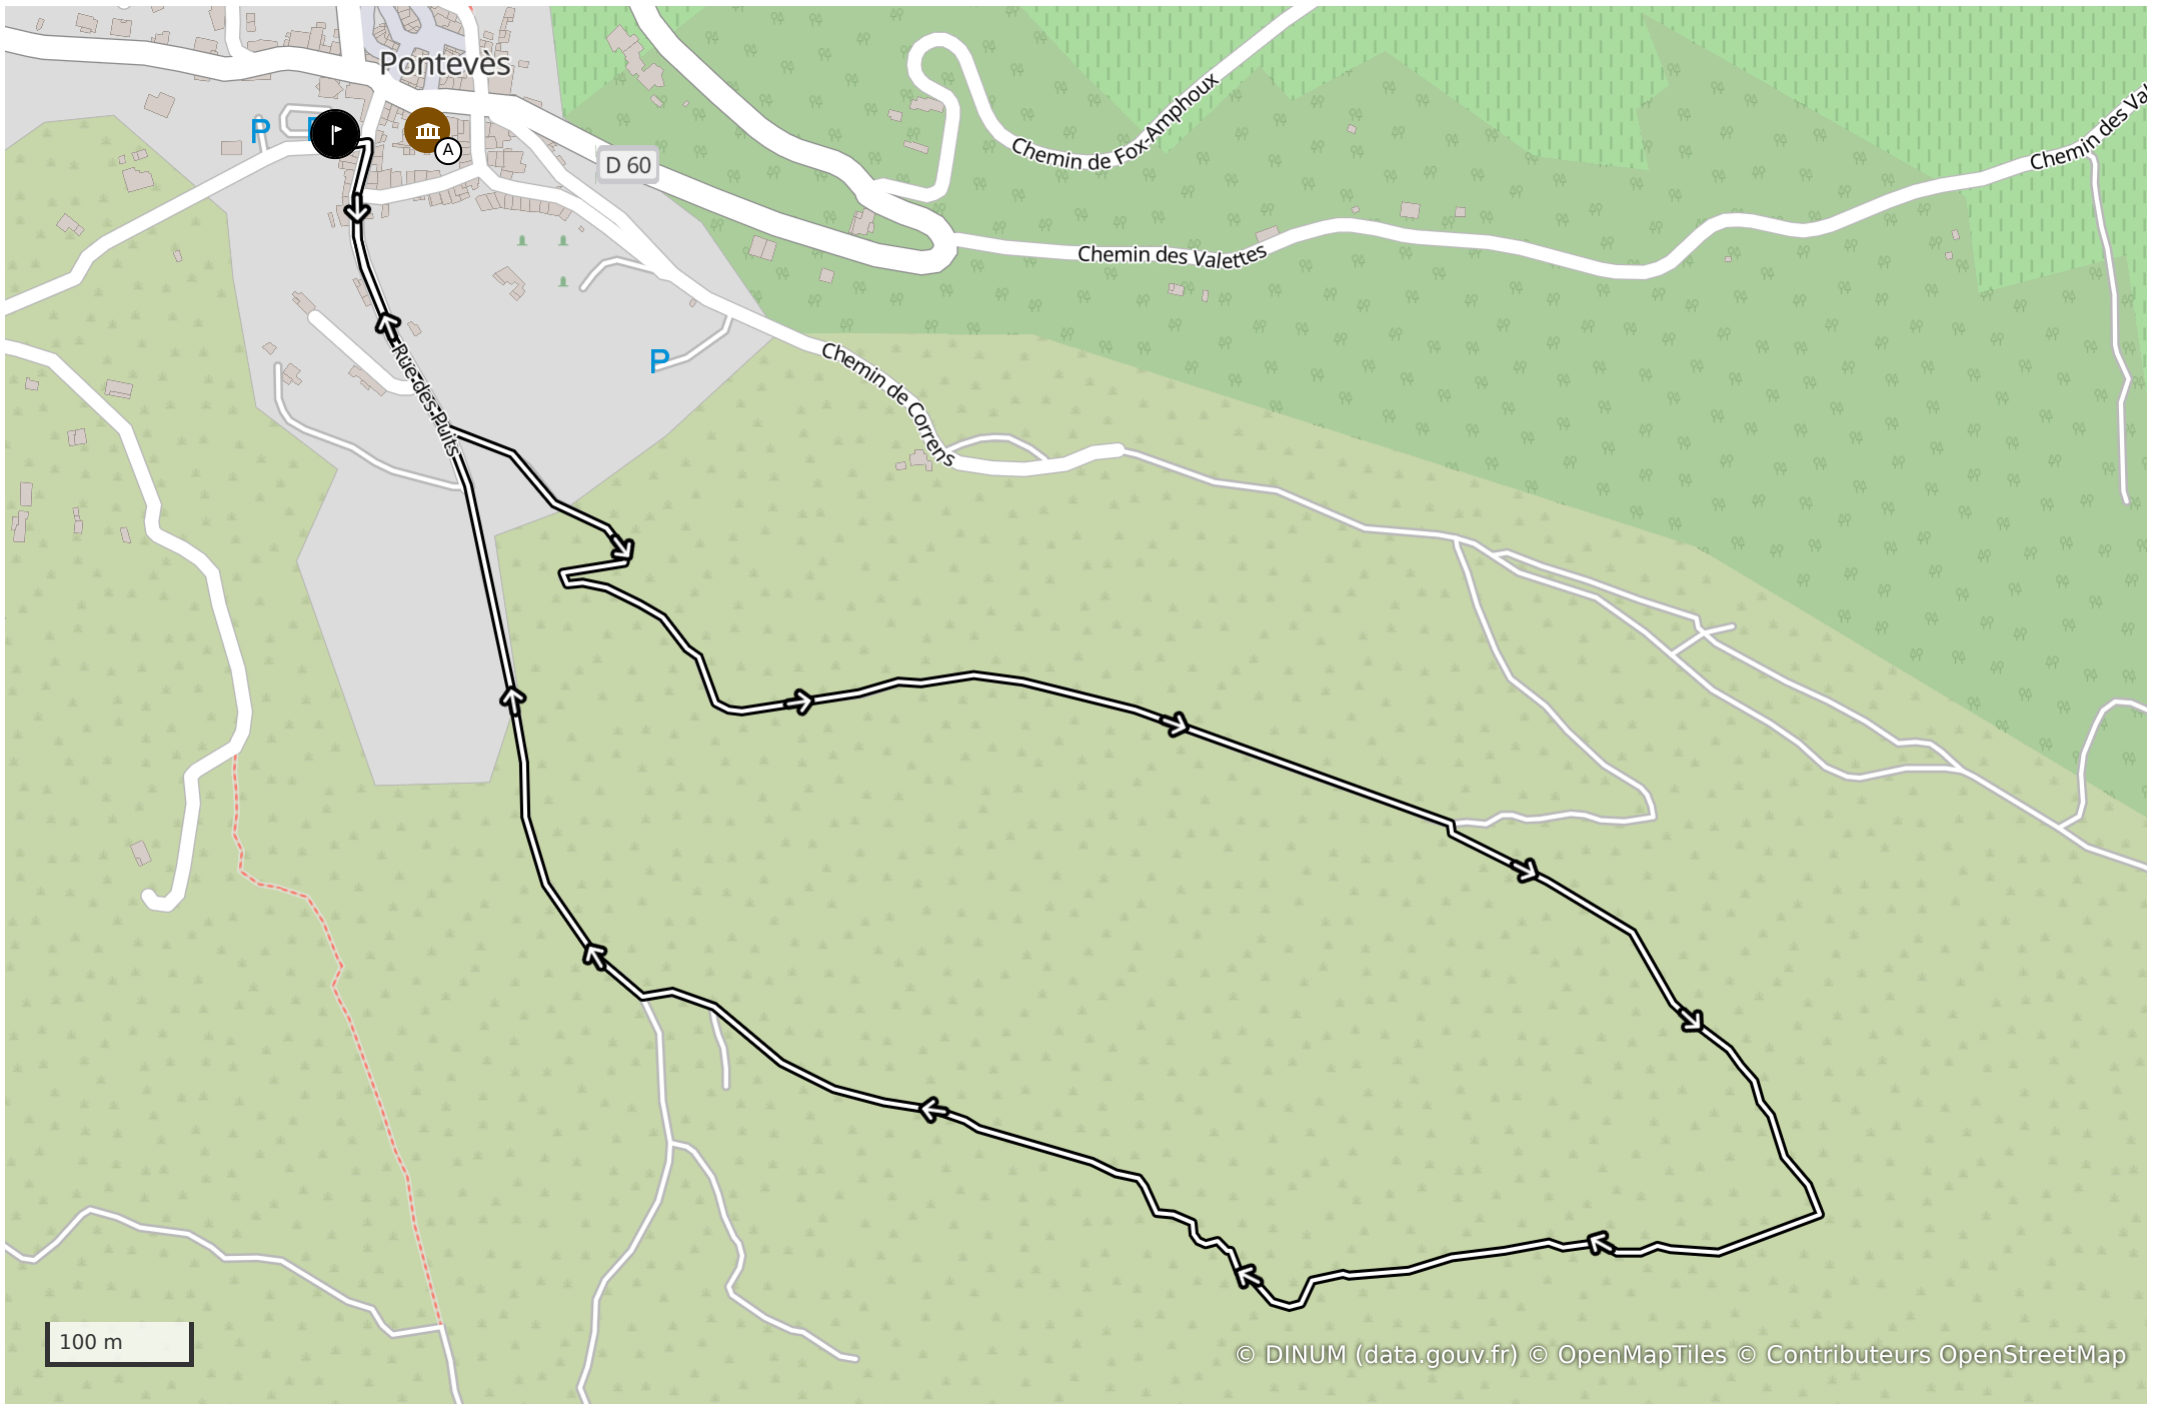 Pontevès
P
P
A
D 60
Chemin de Fox-Amphoux
Chemin des Val
Chemin des Valettes
Rue des Puits
P
Chemin de Correns
100 m
© DINUM (data.gouv.fr) © OpenMapTiles © Contributeurs OpenStreetMap